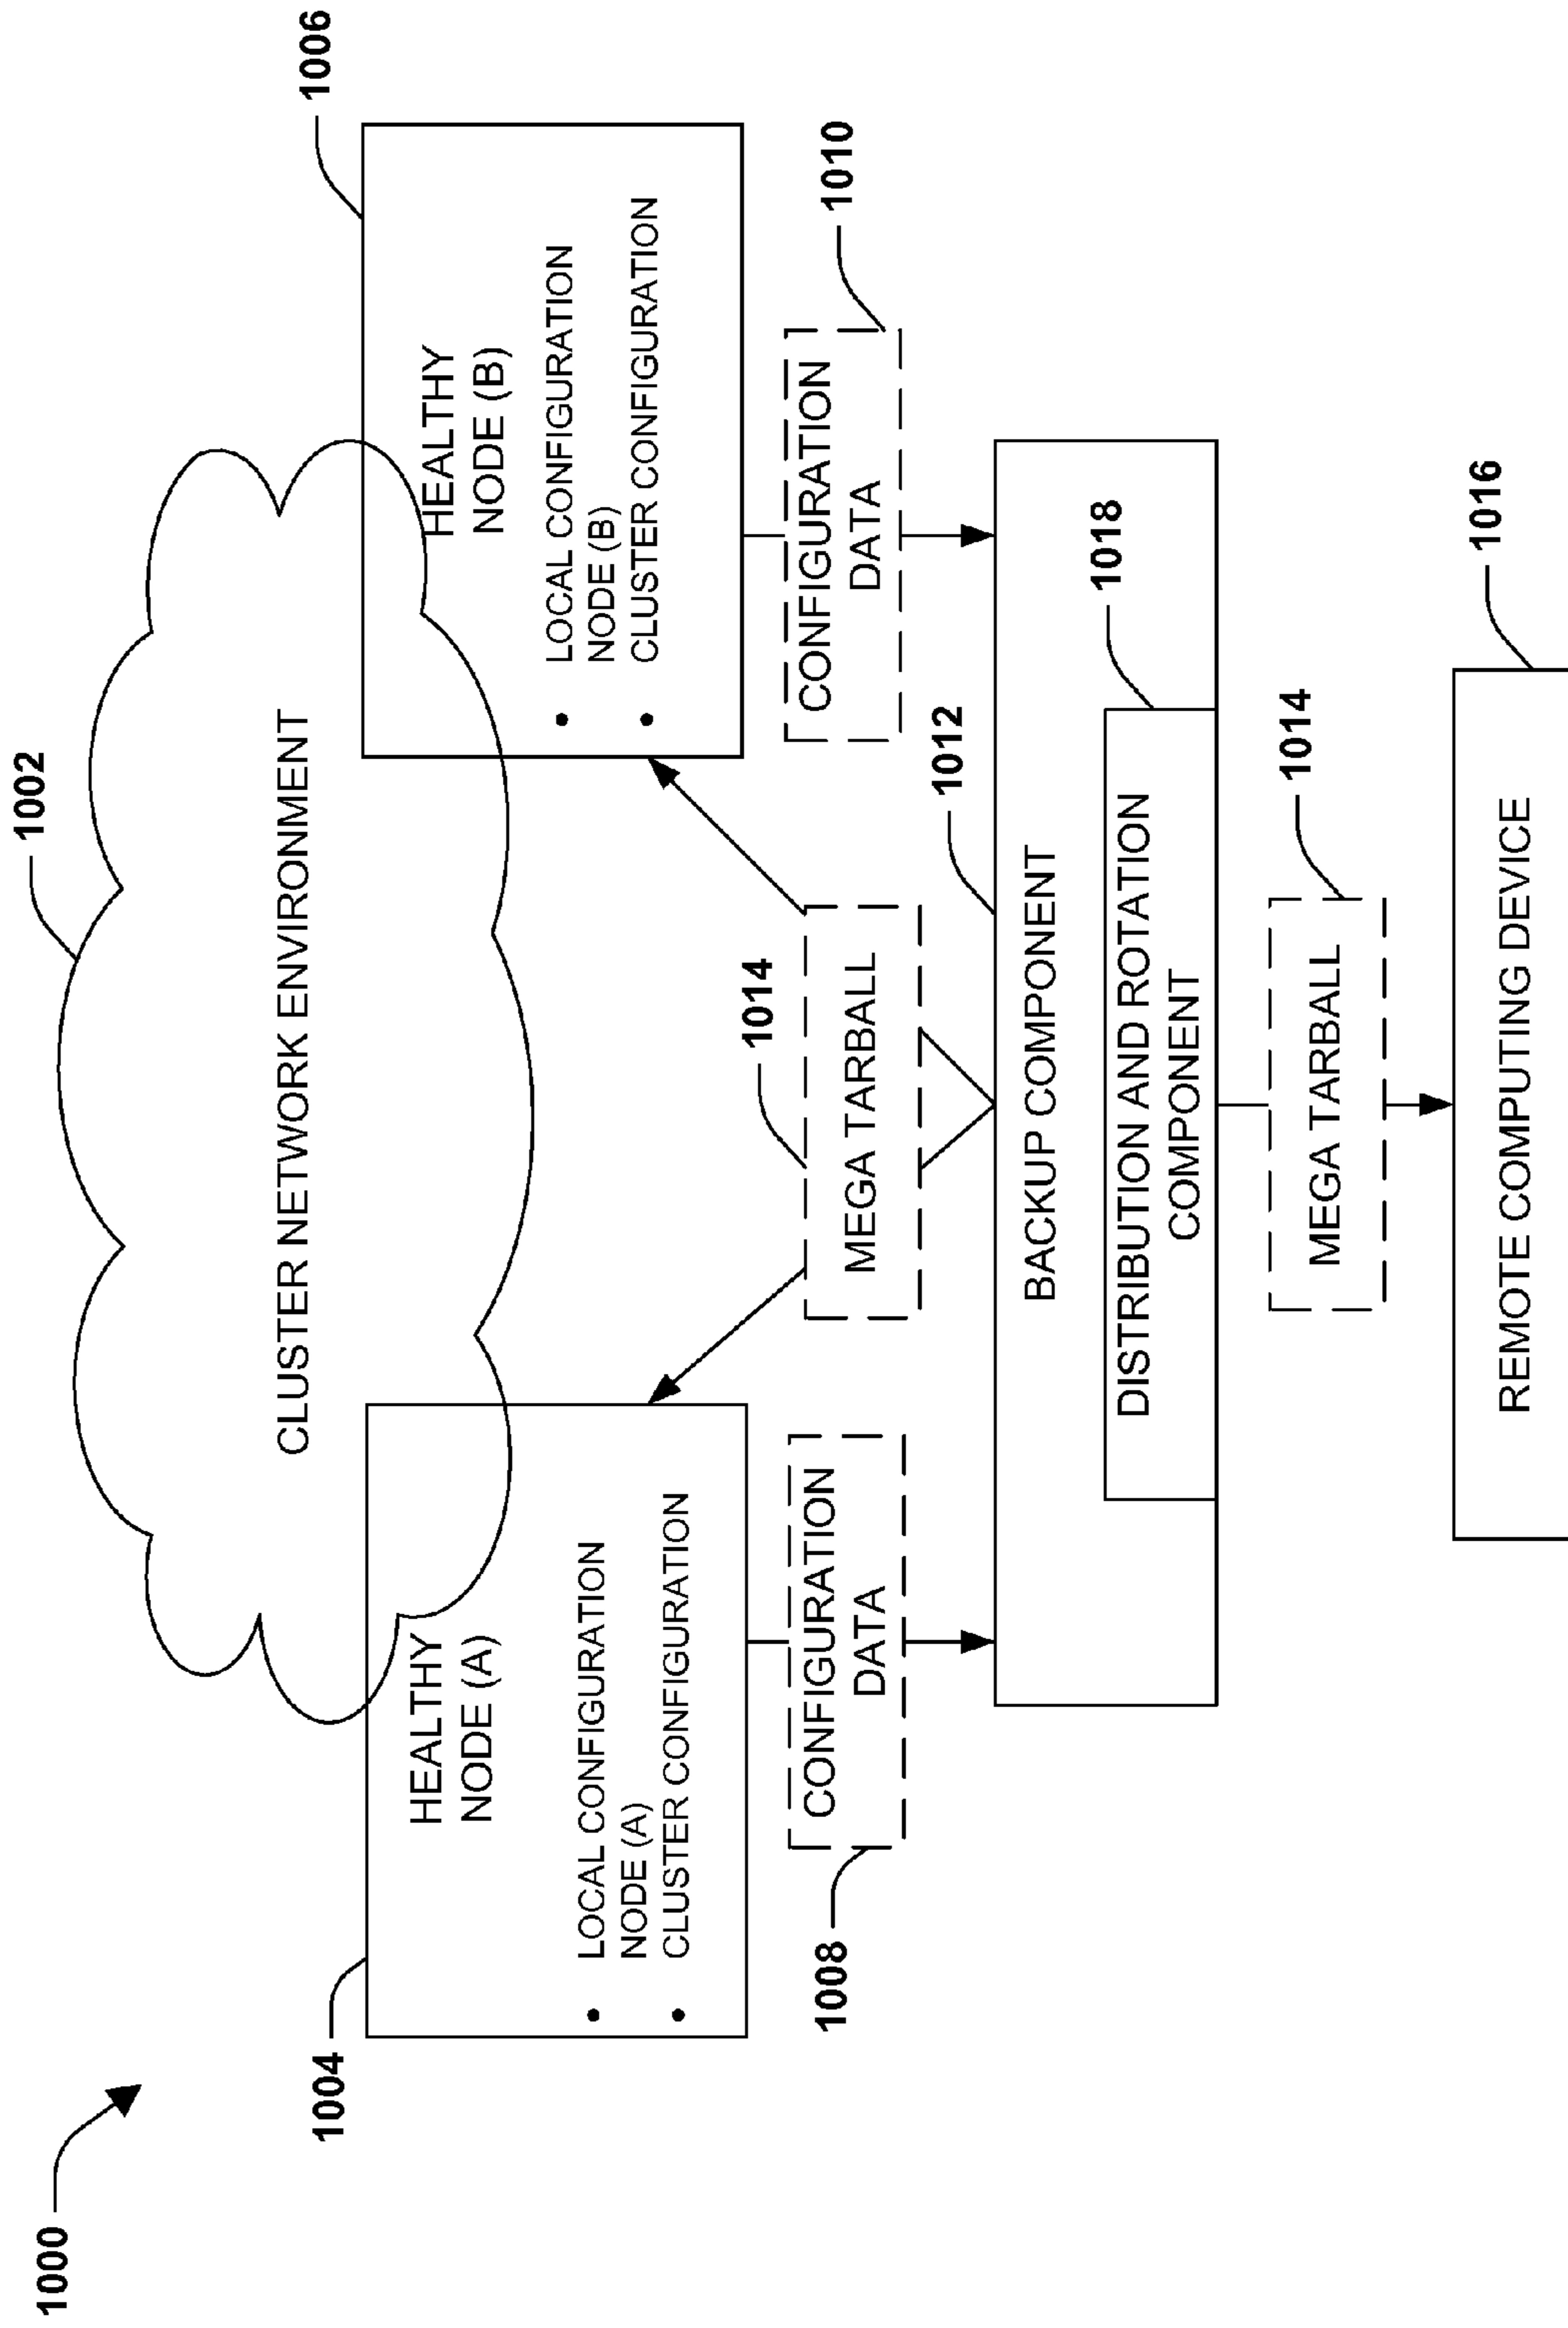 1000
1002
CLUSTER NETWORK ENVIRONMENT
1004
HEALTHY
NODE (A)
• LOCAL CONFIGURATION
NODE (A)
• CLUSTER CONFIGURATION
1006
HEALTHY
NODE (B)
• LOCAL CONFIGURATION
NODE (B)
• CLUSTER CONFIGURATION
1008
CONFIGURATION
DATA
1014
MEGA TARBALL
CONFIGURATION
DATA
1010
1012
BACKUP COMPONENT
DISTRIBUTION AND ROTATION
COMPONENT
1018
MEGA TARBALL
1014
REMOTE COMPUTING DEVICE
1016